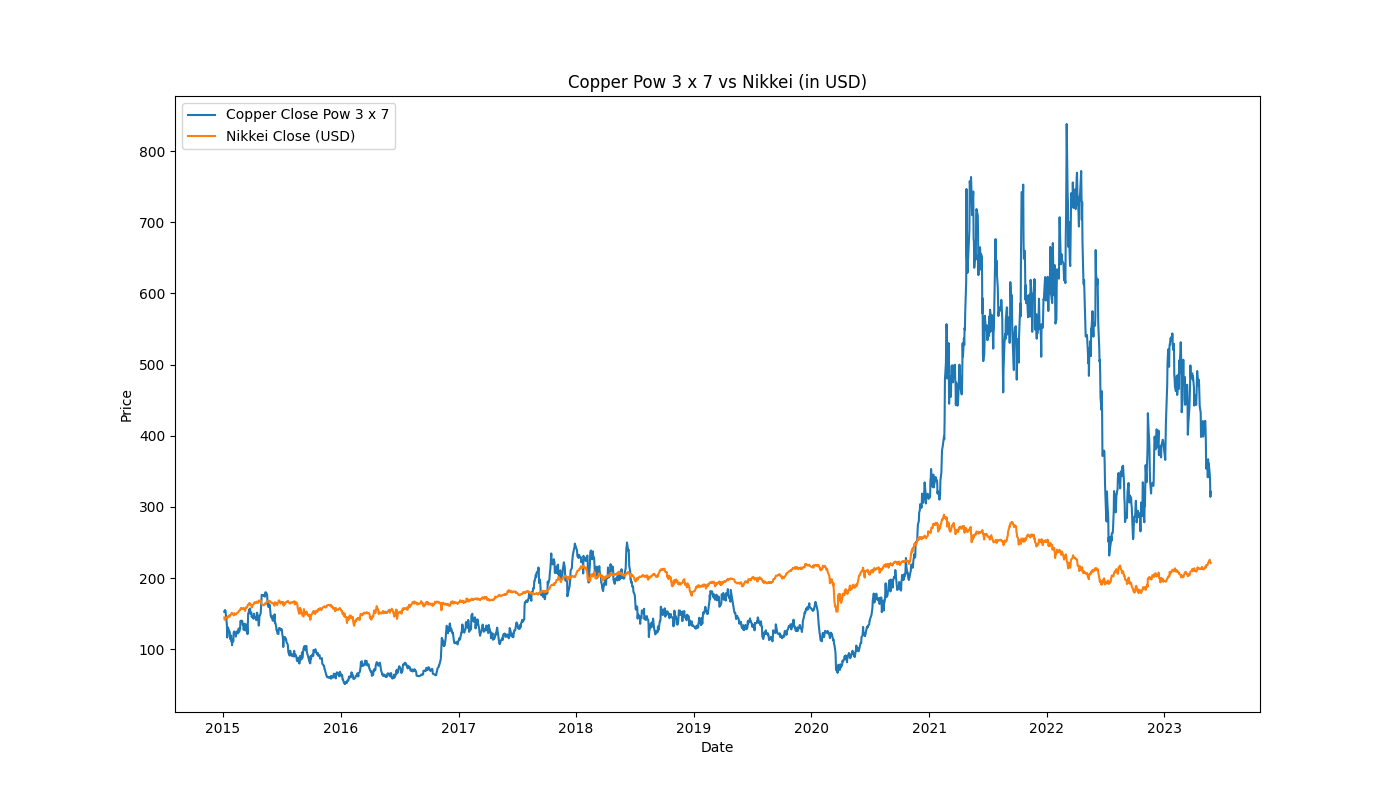 Copper Pow 3 x 7 vs Nikkei (in USD)
Copper Close Pow 3 x 7
Nikkei Close (USD)
800
700
600
500
400
300
200
100
Price
2015 2016 2017 2018 2019 2020 2021 2022 2023
Date